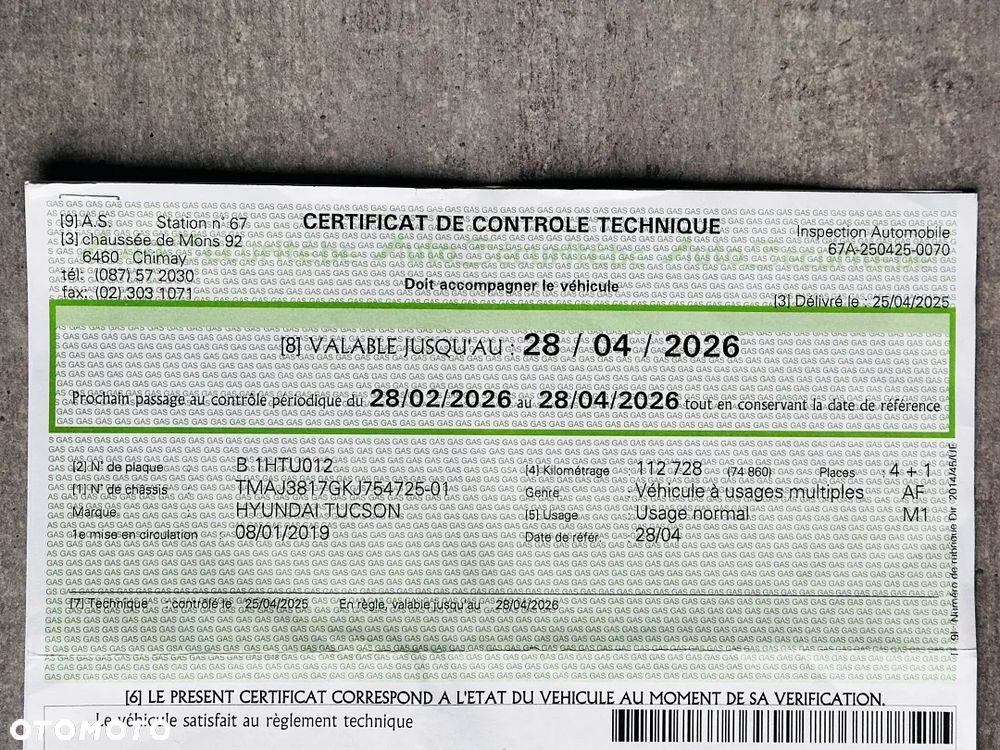 [9] A.S. Station n° 67
CERTIFICAT DE CONTROLE TECHNIQUE
Inspection Automobile
[3] chaussée de Mons 92
67A-250425-0070
6460 Chimay
tél: (087) 57 2030
Doit accompagner le véhicule
fax: (02) 303 1071
[3] Délivré le : 25/04/2025
[8] VALABLE JUSQU'AU : 28 / 04 / 2026
Prochain passage au contrôle périodique du 28/02/2026 au 28/04/2026 tout en conservant la date de référence
[2] N° de plaque : B 1HTU012
[4] Kilométrage : 112 728 (74 860) Places 4 + 1
[1] N° de châssis : TMAJ3817GKJ754725-01
Genre : Véhicule à usages multiples AF
Marque : HYUNDAI TUCSON
[5] Usage : Usage normal M1
1e mise en circulation : 08/01/2019
Date de référ. : 28/04
[7] Technique : contrôlé le 25/04/2025 En règle, valable jusqu'au 28/04/2026
[6] LE PRESENT CERTIFICAT CORRESPOND A L'ETAT DU VEHICULE AU MOMENT DE SA VERIFICATION.
Le véhicule satisfait au règlement technique
OTOMOTO